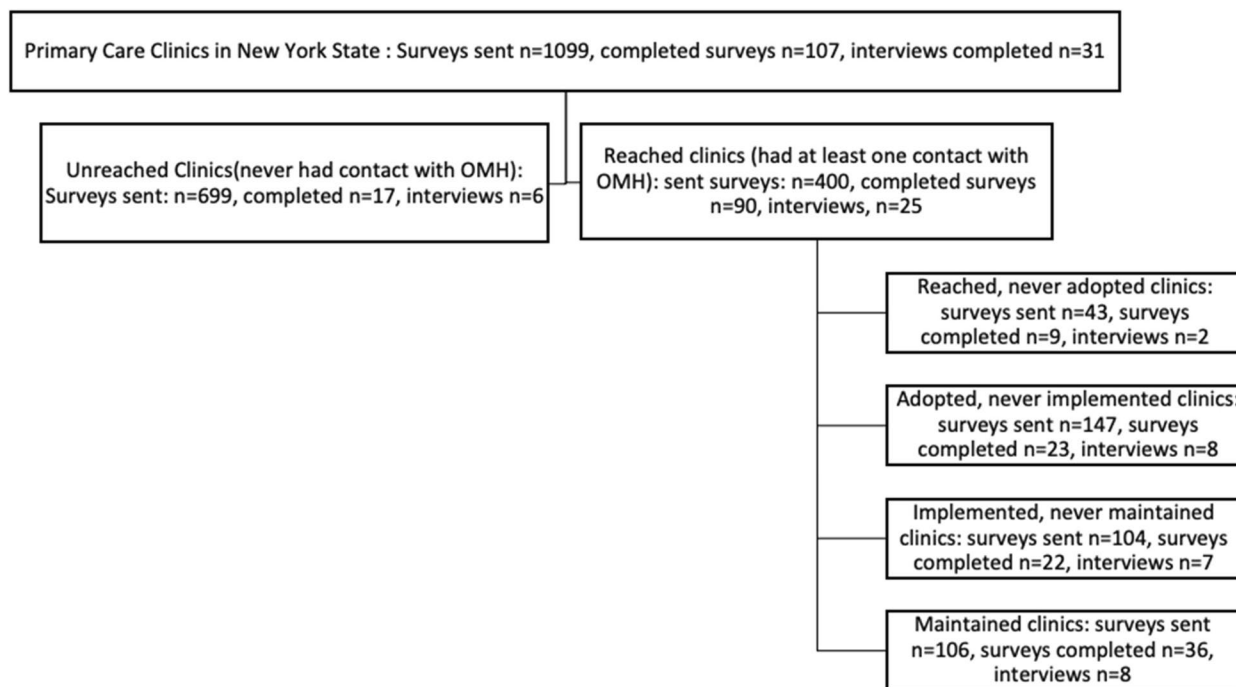 Primary Care Clinics in New York State : Surveys sent n=1099, completed surveys n=107, interviews completed n=31
Unreached Clinics(never had contact with OMH):
Surveys sent: n=699, completed n=17, interviews n=6
Reached clinics (had at least one contact with
OMH): sent surveys: n=400, completed surveys
n=90, interviews, n=25
Reached, never adopted clinics:
surveys sent n=43, surveys
completed n=9, interviews n=2
Adopted, never implemented clinics:
surveys sent n=147, surveys
completed n=23, interviews n=8
Implemented, never maintained
clinics: surveys sent n=104, surveys
completed n=22, interviews n=7
Maintained clinics: surveys sent
n=106, surveys completed n=36,
interviews n=8